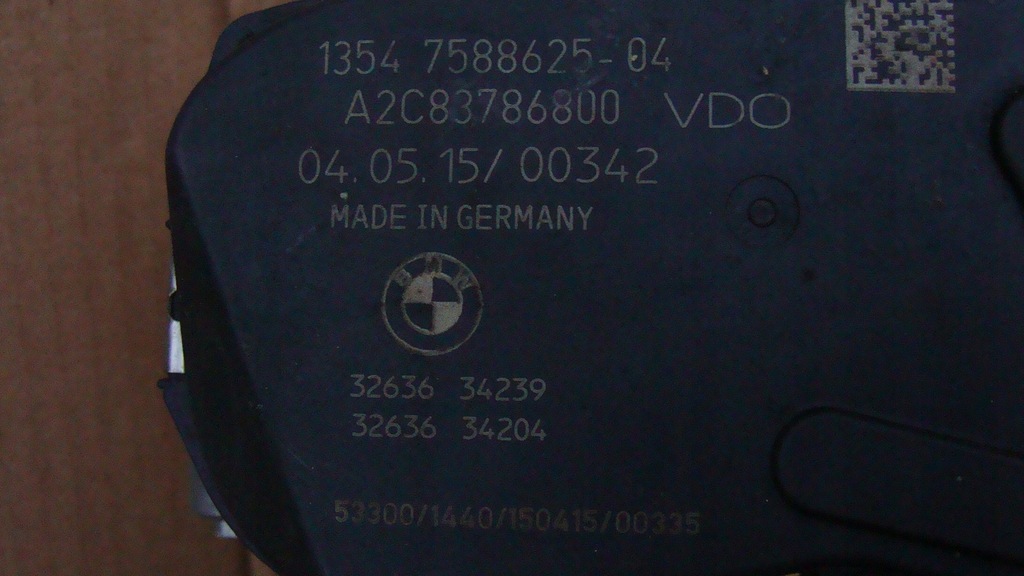 1354 7588625-04
A2C83786800 VDO
04.05.15/00342
MADE IN GERMANY
BMW
32636 34239
32636 34204
53300/1440/150415/00335